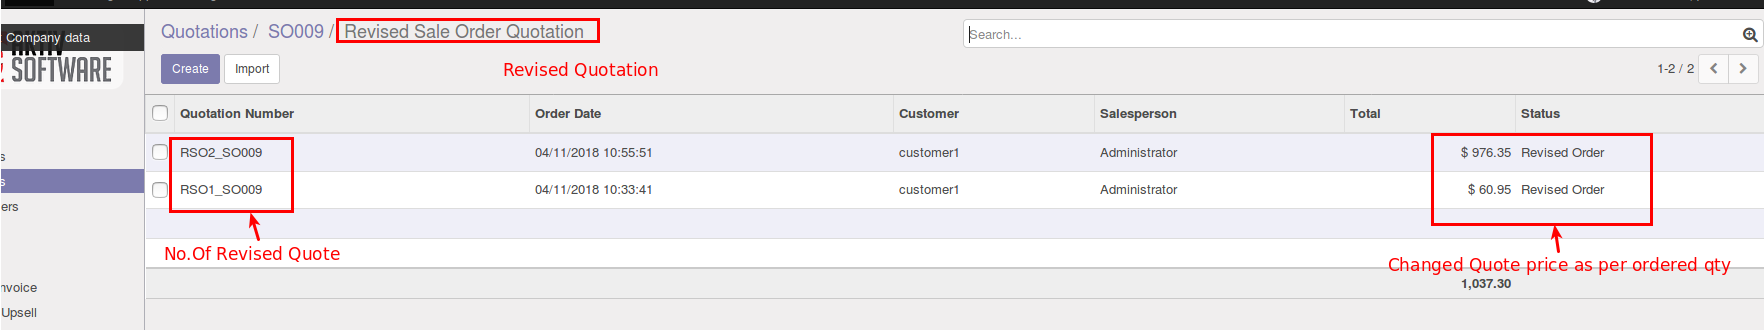 Company data
AKTIV
SOFTWARE
Quotations / SO009 / Revised Sale Order Quotation
Search...
Create Import
Revised Quotation
1-2 / 2
Quotation Number Order Date Customer Salesperson Total Status
RSO2_SO009 04/11/2018 10:55:51 customer1 Administrator $ 976.35 Revised Order
RSO1_SO009 04/11/2018 10:33:41 customer1 Administrator $ 60.95 Revised Order
s
s
ers
No.Of Revised Quote
Changed Quote price as per ordered qty
1,037.30
nvoice
Upsell